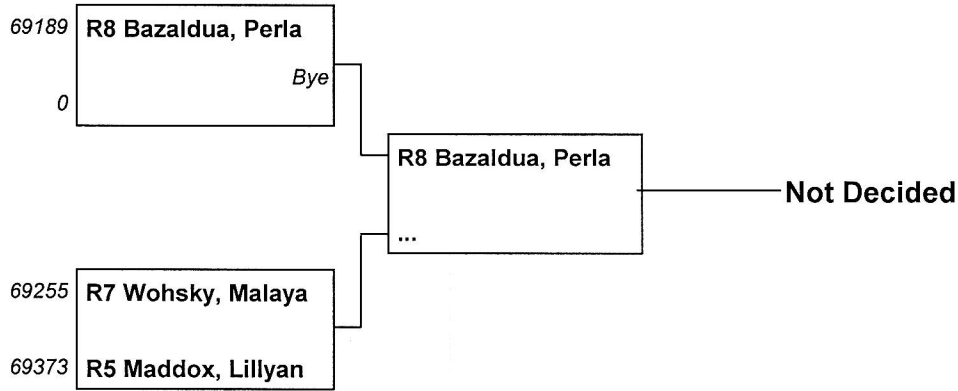 69189 R8 Bazaldua, Perla
Bye
0
R8 Bazaldua, Perla
...
Not Decided
69255 R7 Wohsky, Malaya
69373 R5 Maddox, Lillyan